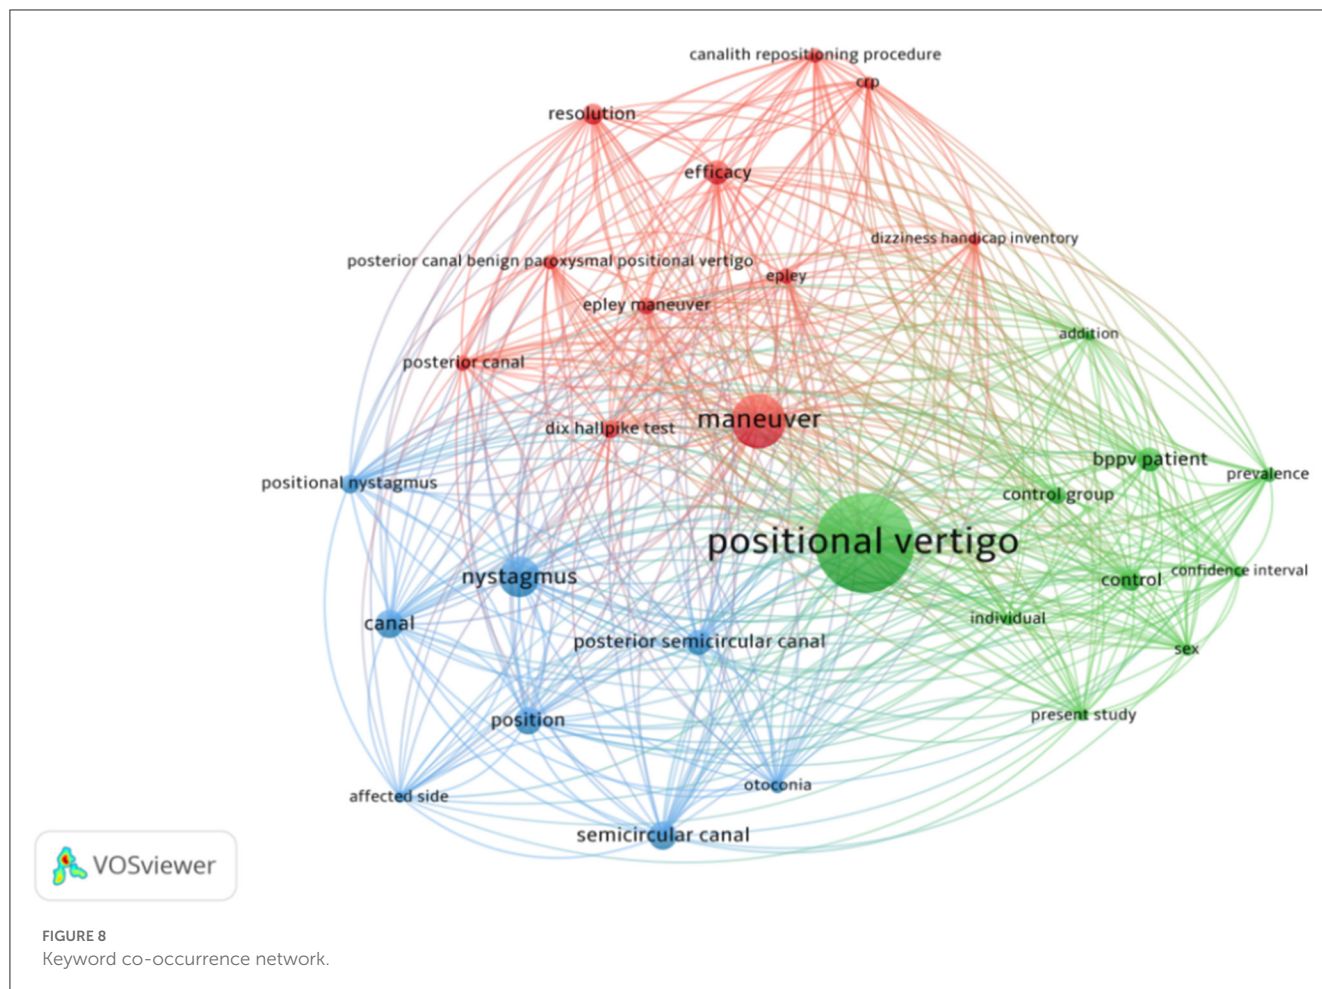 canalith repositioning procedure
crp
resolution
efficacy
dizziness handicap inventory
posterior canal benign paroxysmal positional vertigo
epley
epley maneuver
addition
posterior canal
maneuver
dix hallpike test
bppv patient
prevalence
positional nystagmus
control group
positional vertigo
confidence interval
nystagmus
control
individual
canal
posterior semicircular canal
sex
present study
position
otoconia
affected side
semicircular canal
VOSviewer
FIGURE 8
Keyword co-occurrence network.